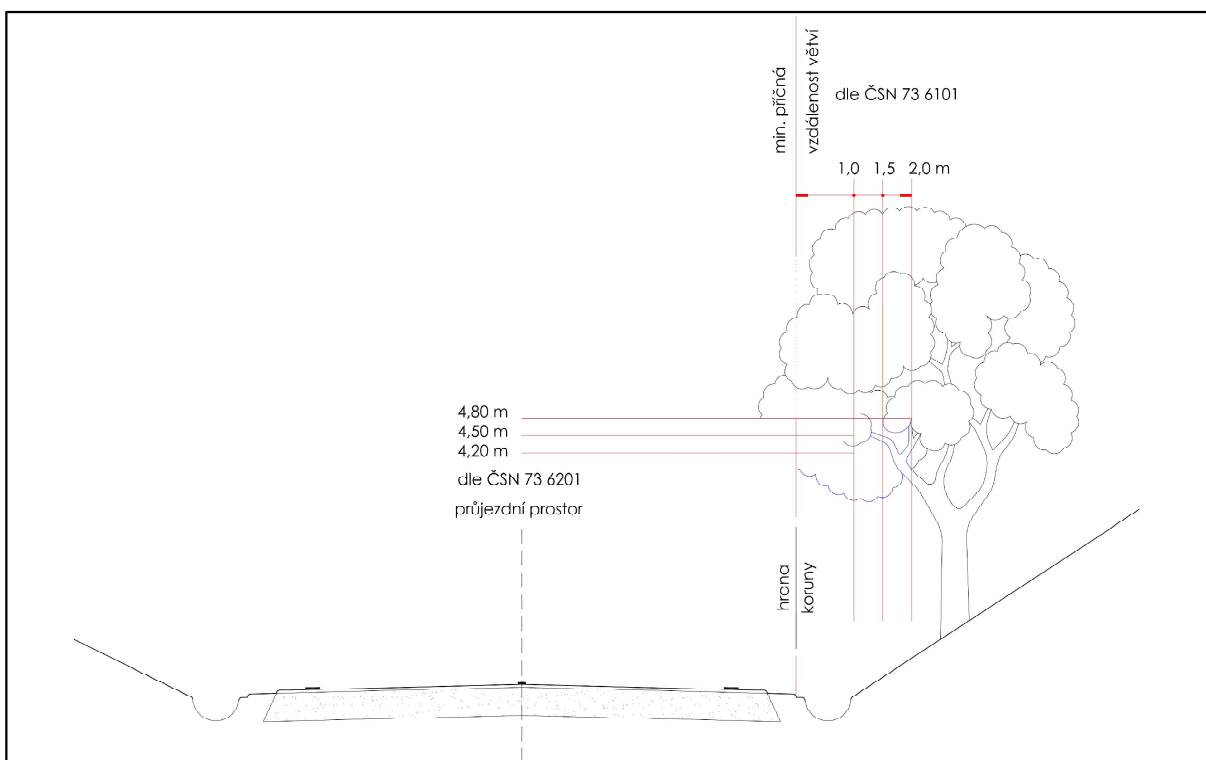 min. příčná
vzdálenost větví
dle ČSN 73 6101
1,0
1,5
2,0 m
4,80 m
4,50 m
4,20 m
dle ČSN 73 6201
průjezdní prostor
hrana
koruny